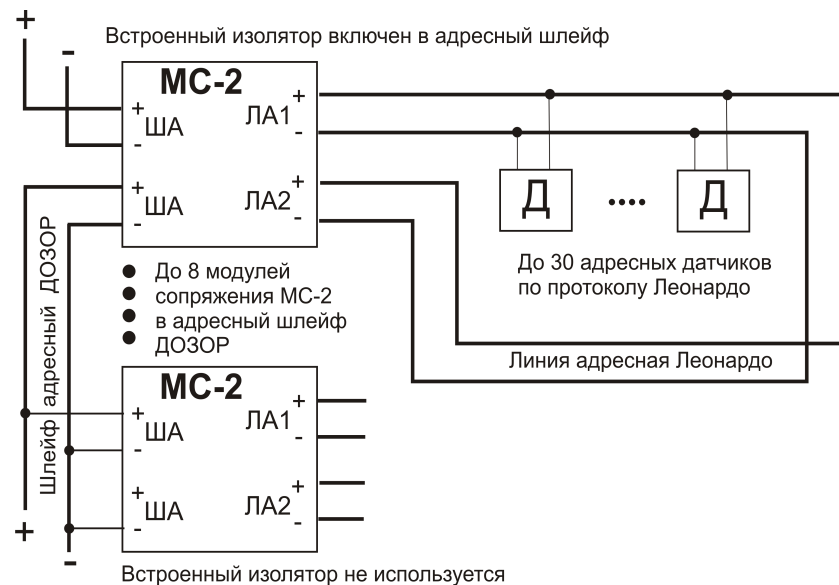 +
-
Встроенный изолятор включен в адресный шлейф
МС-2
+
ША
-
ЛА1
+
-
+
ША
-
ЛА2
+
-
Д
....
Д
До 30 адресных датчиков
по протоколу Леонардо
Шлейф адресный ДОЗОР
До 8 модулей
сопряжения МС-2
в адресный шлейф
ДОЗОР
Линия адресная Леонардо
МС-2
+
ША
-
ЛА1
+
-
+
ША
-
ЛА2
+
-
+
-
Встроенный изолятор не используется